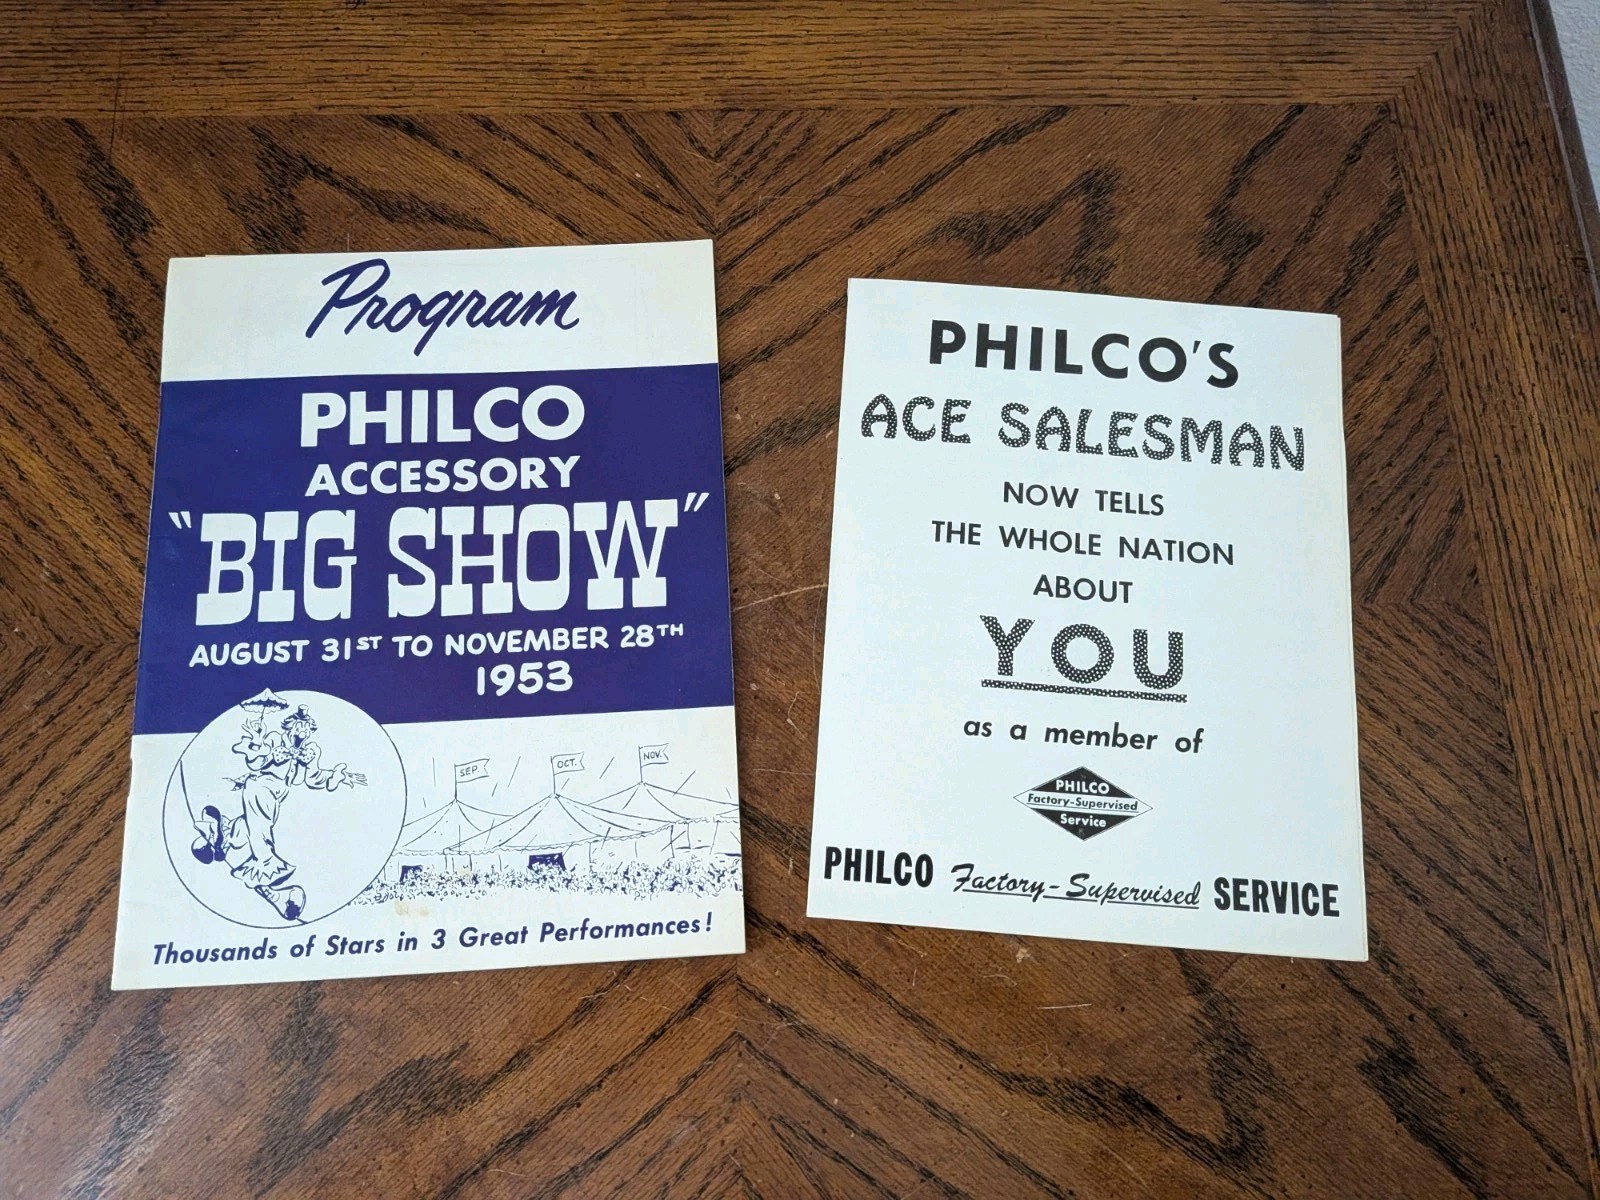 Program
PHILCO
ACCESSORY
"BIG SHOW"
AUGUST 31ST TO NOVEMBER 28TH
1953
SEP.
OCT.
NOV.
Thousands of Stars in 3 Great Performances!
PHILCO'S
ACE SALESMAN
NOW TELLS
THE WHOLE NATION
ABOUT
YOU
as a member of
PHILCO
Factory-Supervised
Service
PHILCO Factory-Supervised SERVICE